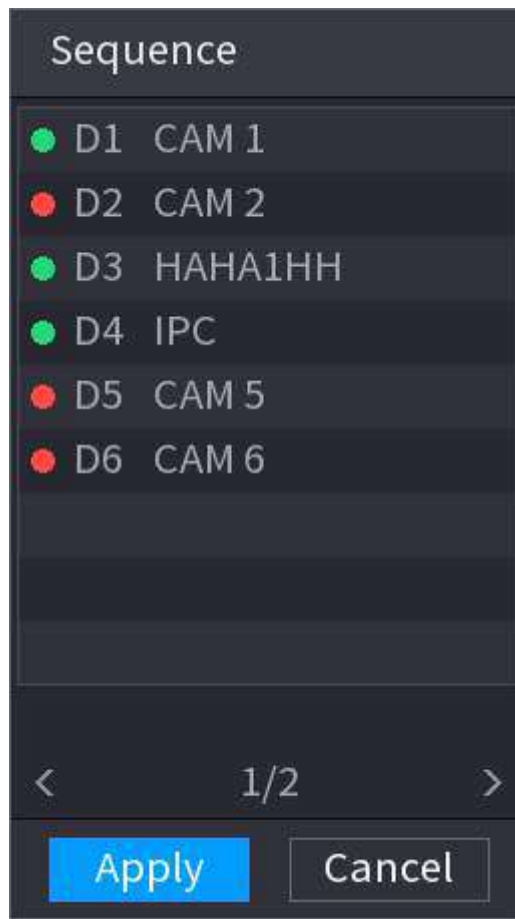 Sequence
D1 CAM 1
D2 CAM 2
D3 HAHA1HH
D4 IPC
D5 CAM 5
D6 CAM 6
< 1/2 >
Apply Cancel